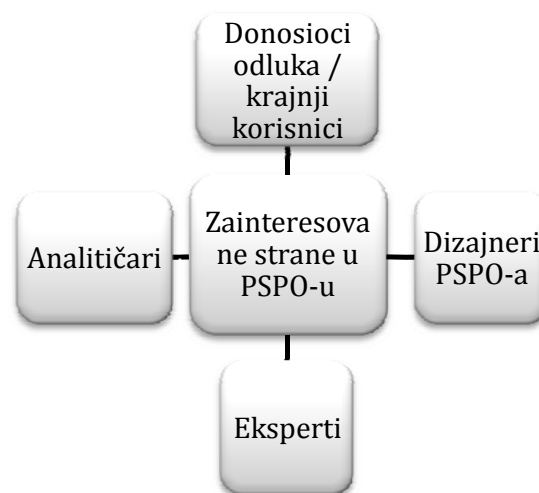 Donosioci
odluka /
krajnji
korisnici
Analitičari
Zainteresova
ne strane u
PSPO-u
Dizajneri
PSPO-a
Eksperti